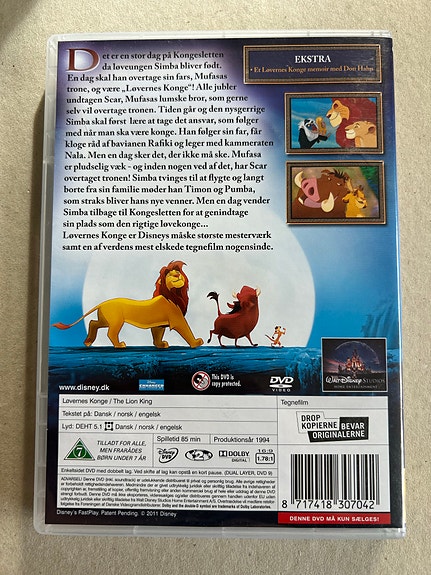 Det er en stor dag på Kongesletten
da løveungen Simba bliver født.
En dag skal han overtage sin fars, Mufasas
trone, og være „Løvernes Konge“! Alle jubler
undtagen Scar, Mufasas lumske bror, som gerne
selv vil overtage tronen. Tiden går og den nysgerrige
Simba skal først lære at tage det ansvar, som følger
med når man ska være konge. Han følger sin far, får
kloge råd af bavianen Rafiki og leger med kammeraten
Nala. Men en dag sker det, der ikke må ske. Mufasa
er pludselig væk - og inden nogen ved af det, har Scar
overtaget tronen! Simba tvinges til at flygte og langt
borte fra sin familie møder han Timon og Pumba,
som straks bliver hans nye venner. Men en dag vender
Simba tilbage til Kongesletten for at genindtage
sin plads som den rigtige løvekonge...
Løvernes Konge er Disneys måske største mesterværk
samt en af verdens mest elskede tegnefilm nogensinde.
EKSTRA
• Et Løvernes Konge memoir med Don Hahn
www.disney.dk
This DVD is
copy protected.
DVD
VIDEO
WALT DISNEY STUDIOS
HOME ENTERTAINMENT
Løvernes Konge / The Lion King
Tegnefilm
Tekstet på: Dansk / norsk / engelsk
Lyd: DEHT 5.1 Dansk / norsk / engelsk
7
TILLADT FOR ALLE,
MEN FRARÅDES
BØRN UNDER 7 ÅR
Spilletid 85 min
Produktionsår 1994
2
DOLBY
DIGITAL
16:9
1.78:1
DROP
KOPIERNE
BEVAR
ORIGINALERNE
Enkeltsidet DVD med dobbelt lag. Ved skifte af lag kan opstå en kort pause. (DUAL LAYER, DVD 9)
Disney's FastPlay Patent Pending. © 2011 Disney
8 717418 307042
DENNE DVD MÅ KUN SÆLGES!